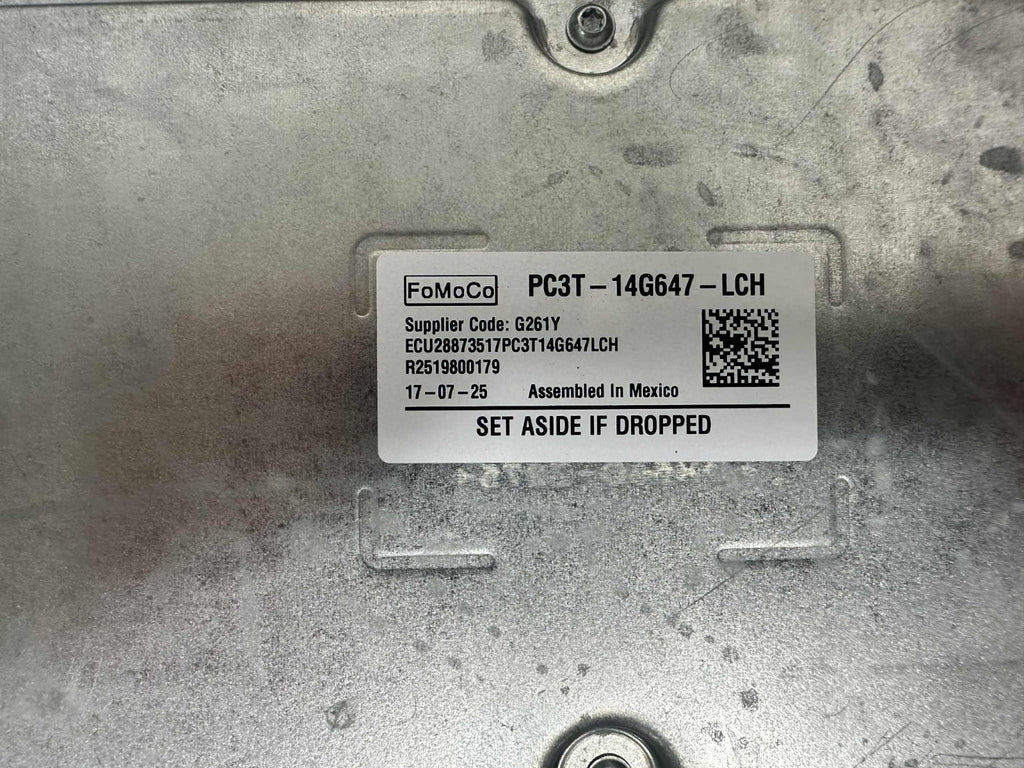 FoMoCo PC3T-14G647-LCH
Supplier Code: G261Y
ECU28873517PC3T14G647LCH
R2519800179
17-07-25 Assembled In Mexico
SET ASIDE IF DROPPED